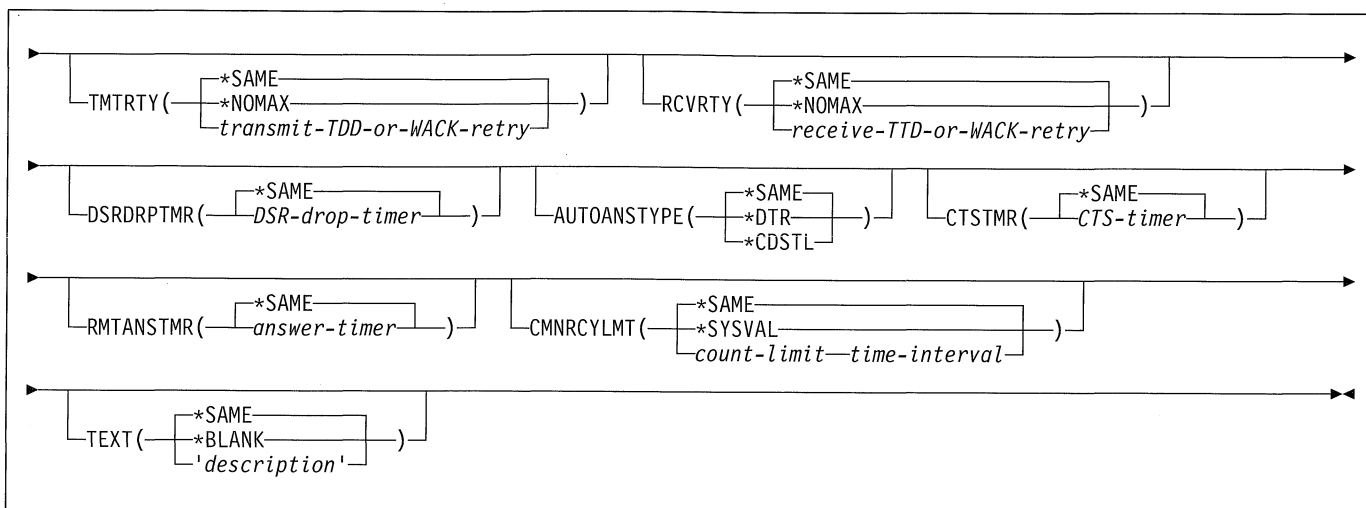 *SAME *SAME
TMTRTY( *NOMAX ) RCVRTY( *NOMAX )
transmit-TDD-or-WACK-retry receive-TTD-or-WACK-retry
*SAME *SAME *SAME
DSRDRPTMR( DSR-drop-timer ) AUTOANSTYPE( *DTR ) CTSTMR( CTS-timer )
*CDSTL
*SAME *SAME
RMTANSTMR( answer-timer ) CMNRCYLMT( *SYSVAL )
count-limit time-interval
*SAME
TEXT( *BLANK )
'description'